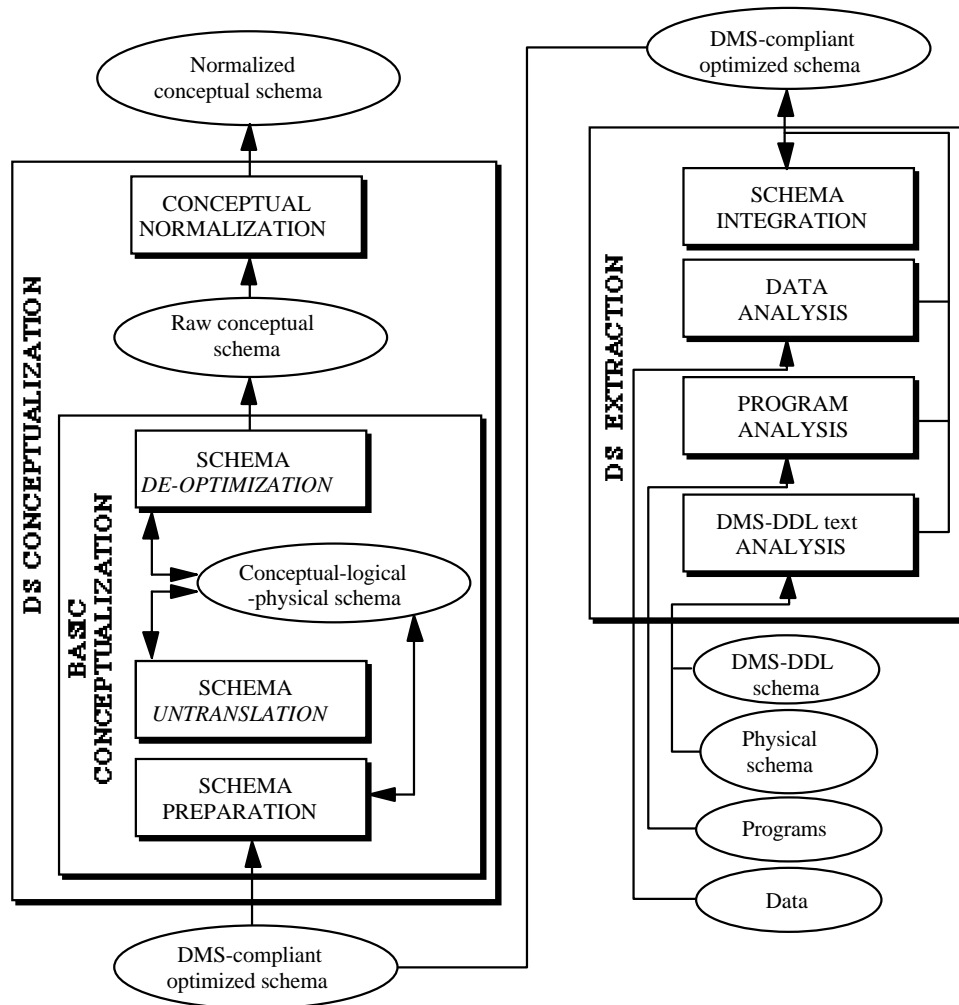 Normalized
conceptual schema
DS CONCEPTUALIZATION
CONCEPTUAL
NORMALIZATION
Raw conceptual
schema
BASIC
CONCEPTUALIZATION
SCHEMA
DE-OPTIMIZATION
Conceptual-logical
-physical schema
SCHEMA
UNTRANSLATION
SCHEMA
PREPARATION
DMS-compliant
optimized schema
DMS-compliant
optimized schema
DS EXTRACTION
SCHEMA
INTEGRATION
DATA
ANALYSIS
PROGRAM
ANALYSIS
DMS-DDL text
ANALYSIS
DMS-DDL
schema
Physical
schema
Programs
Data